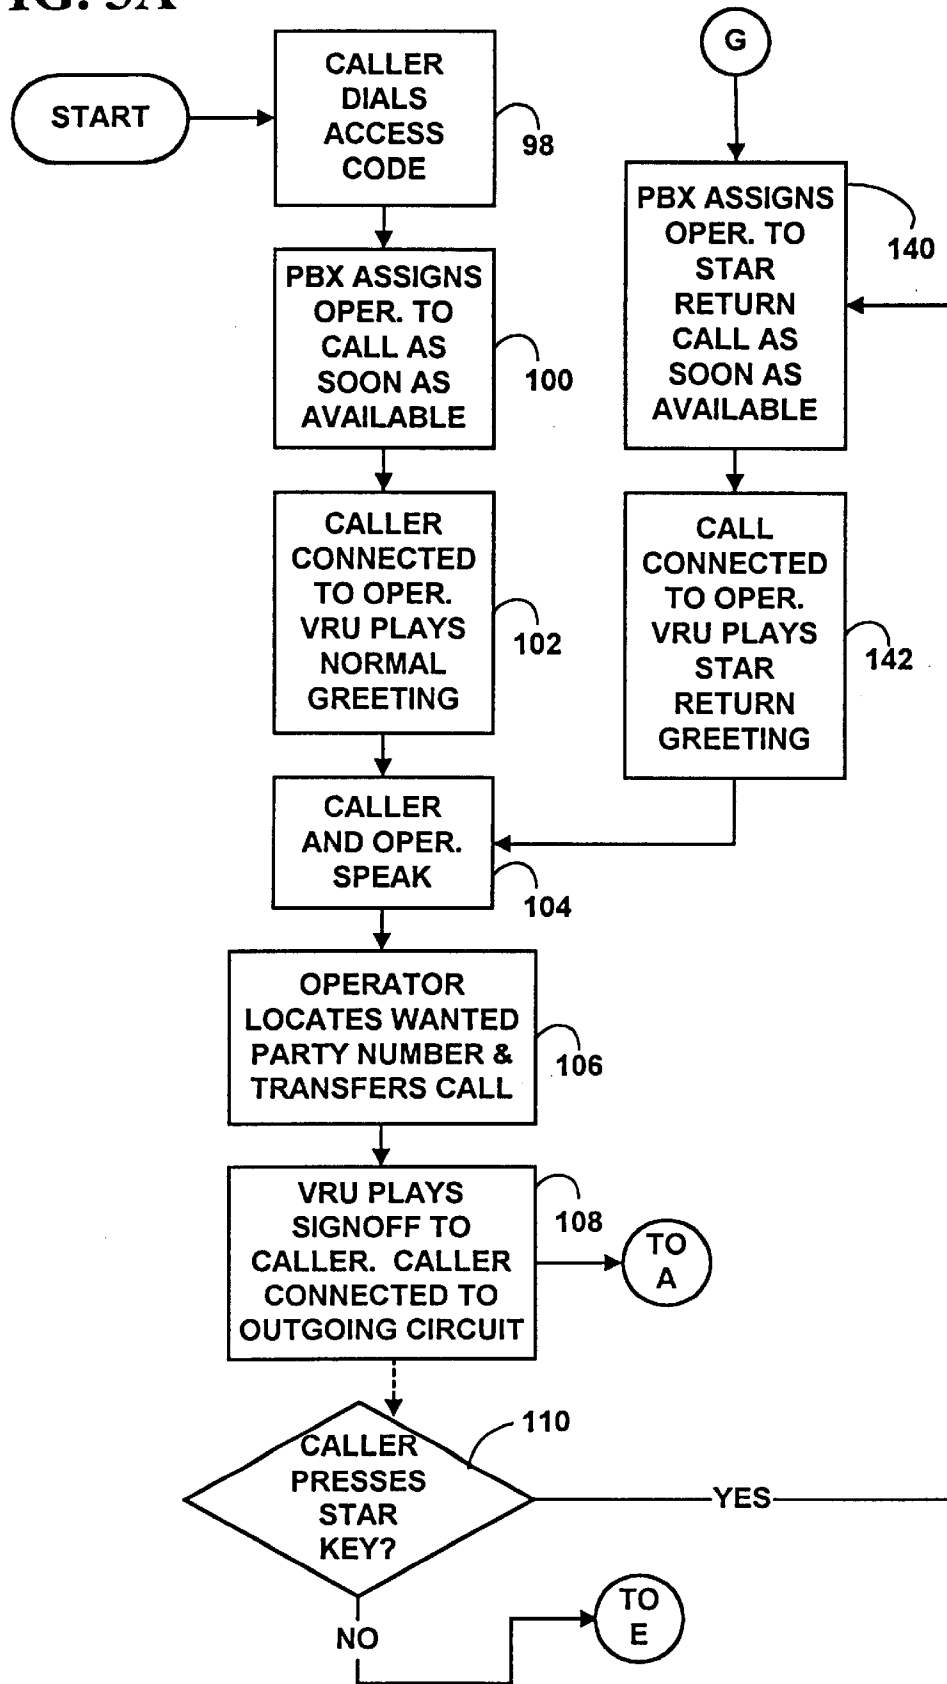 START
CALLER
DIALS
ACCESS
CODE
98
PBX ASSIGNS
OPER. TO
CALL AS
SOON AS
AVAILABLE
100
CALLER
CONNECTED
TO OPER.
VRU PLAYS
NORMAL
GREETING
102
G
PBX ASSIGNS
OPER. TO
STAR
RETURN
CALL AS
SOON AS
AVAILABLE
140
CALL
CONNECTED
TO OPER.
VRU PLAYS
STAR
RETURN
GREETING
142
CALLER
AND OPER.
SPEAK
104
OPERATOR
LOCATES WANTED
PARTY NUMBER &
TRANSFERS CALL
106
VRU PLAYS
SIGNOFF TO
CALLER. CALLER
CONNECTED TO
OUTGOING CIRCUIT
108
TO
A
CALLER
PRESSES
STAR
KEY?
110
YES
NO
TO
E